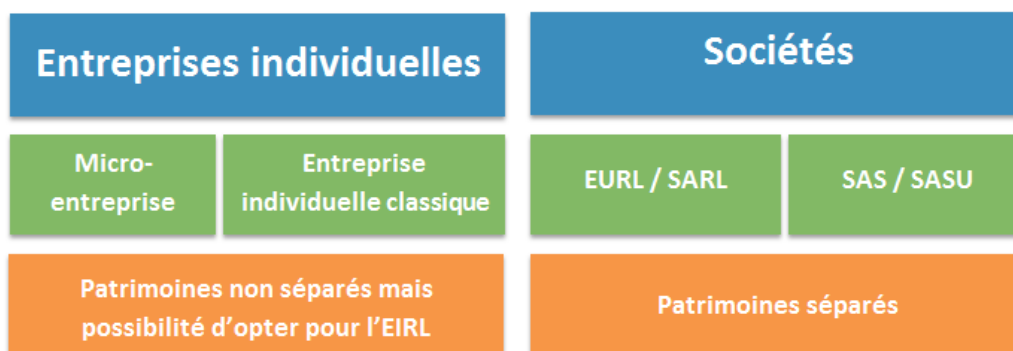 Entreprises individuelles
Sociétés
Micro-
entreprise
Entreprise
individuelle classique
EURL / SARL
SAS / SASU
Patrimoines non séparés mais
possibilité d'opter pour l'EIRL
Patrimoines séparés